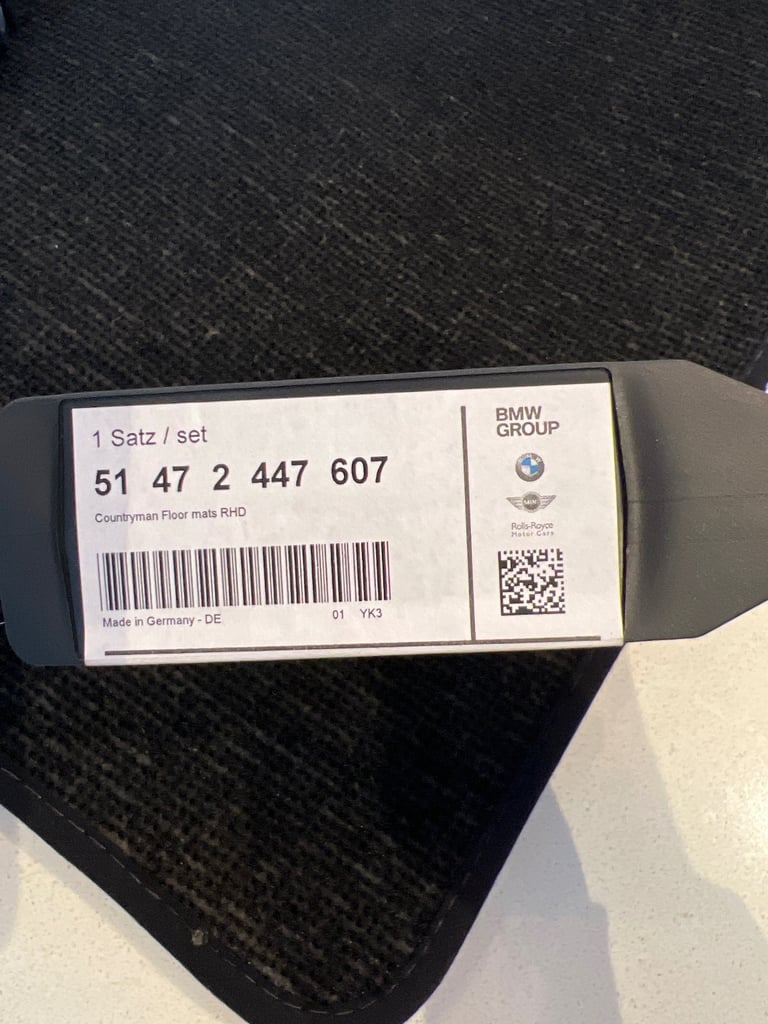 1 Satz / set
51 47 2 447 607
Countryman Floor mats RHD
Made in Germany - DE 01 YK3
BMW
GROUP
MINI
Rolls-Royce
Motor Cars